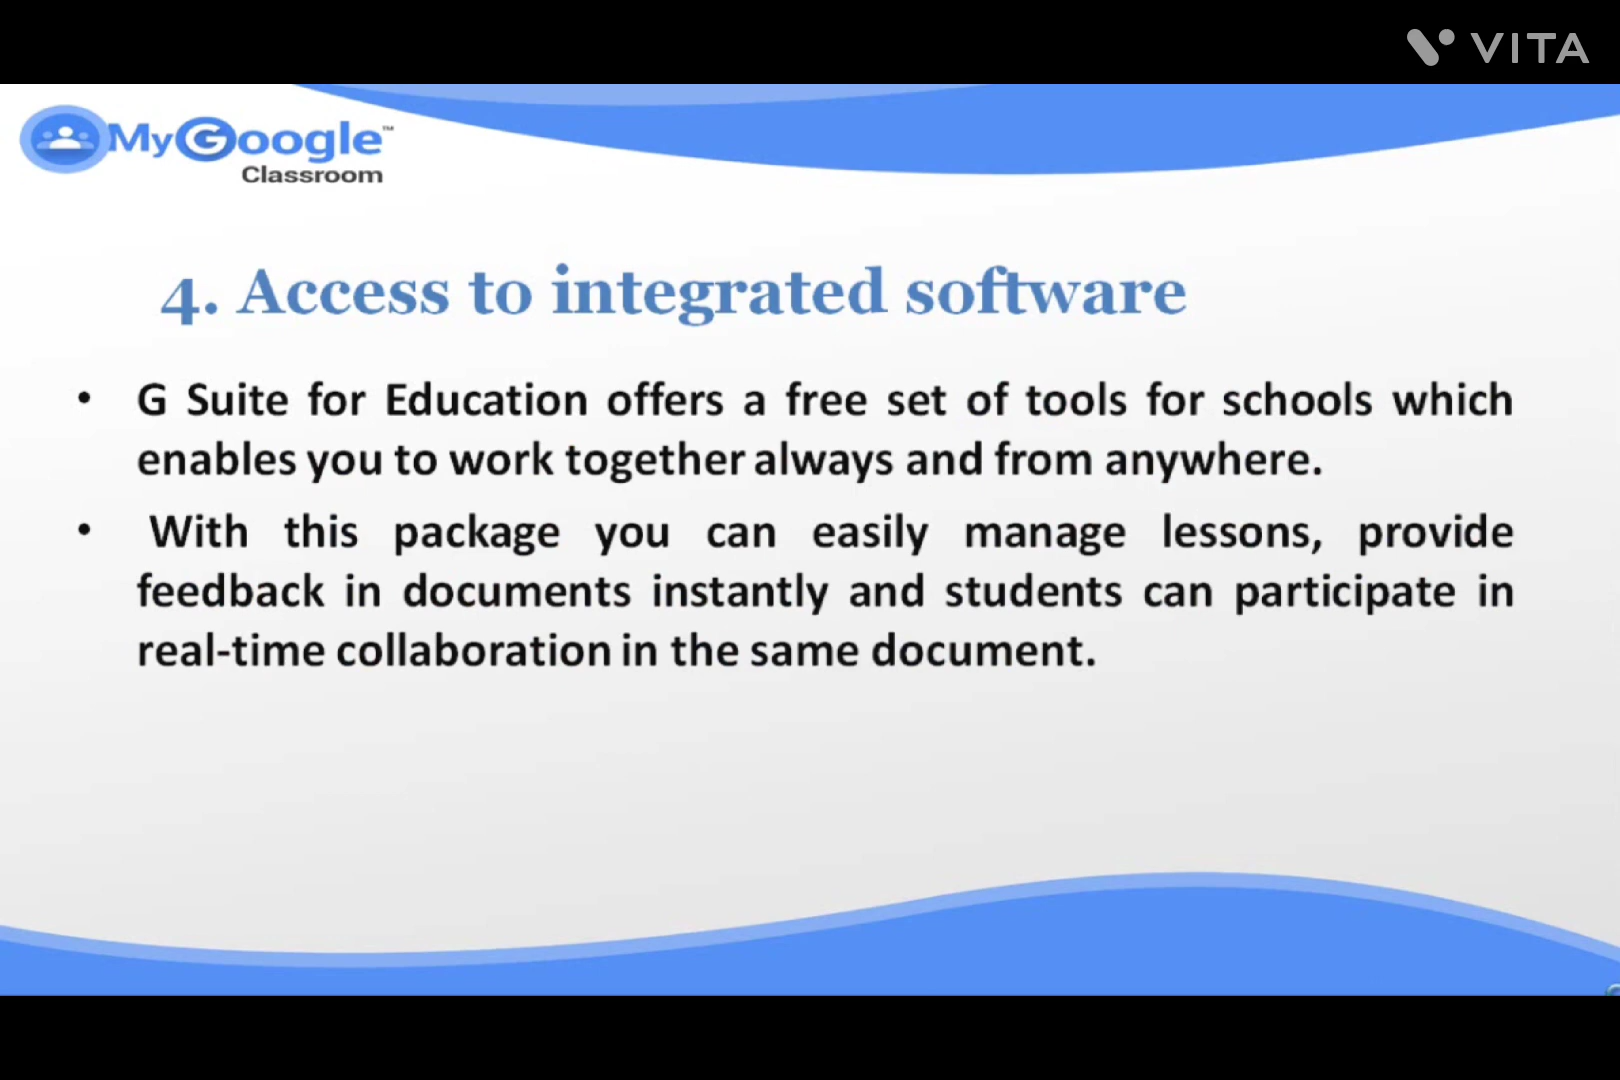 VITA
MyGoogle™
Classroom
4. Access to integrated software
• G Suite for Education offers a free set of tools for schools which
enables you to work together always and from anywhere.
• With this package you can easily manage lessons, provide
feedback in documents instantly and students can participate in
real-time collaboration in the same document.